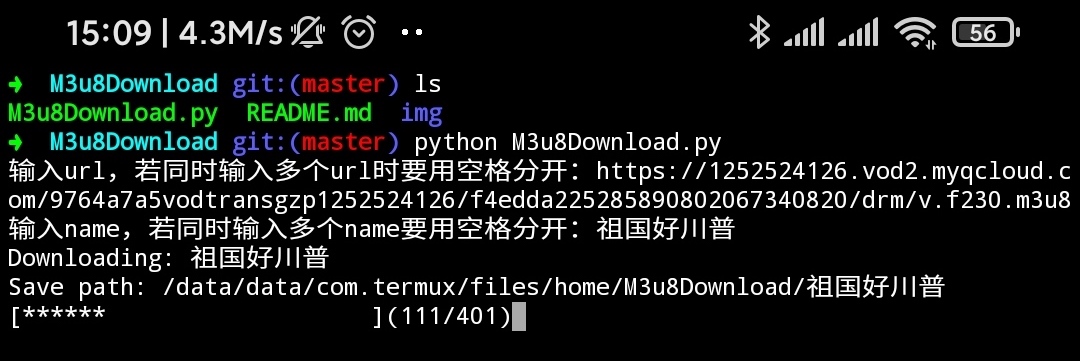 15:09 | 4.3M/s 56
➜ M3u8Download git:(master) ls
M3u8Download.py README.md img
➜ M3u8Download git:(master) python M3u8Download.py
输入url，若同时输入多个url时要用空格分开：https://1252524126.vod2.myqcloud.c
om/9764a7a5vodtransgzp1252524126/f4edda225285890802067340820/drm/v.f230.m3u8
输入name，若同时输入多个name要用空格分开：祖国好川普
Downloading: 祖国好川普
Save path: /data/data/com.termux/files/home/M3u8Download/祖国好川普
[****** ](111/401)